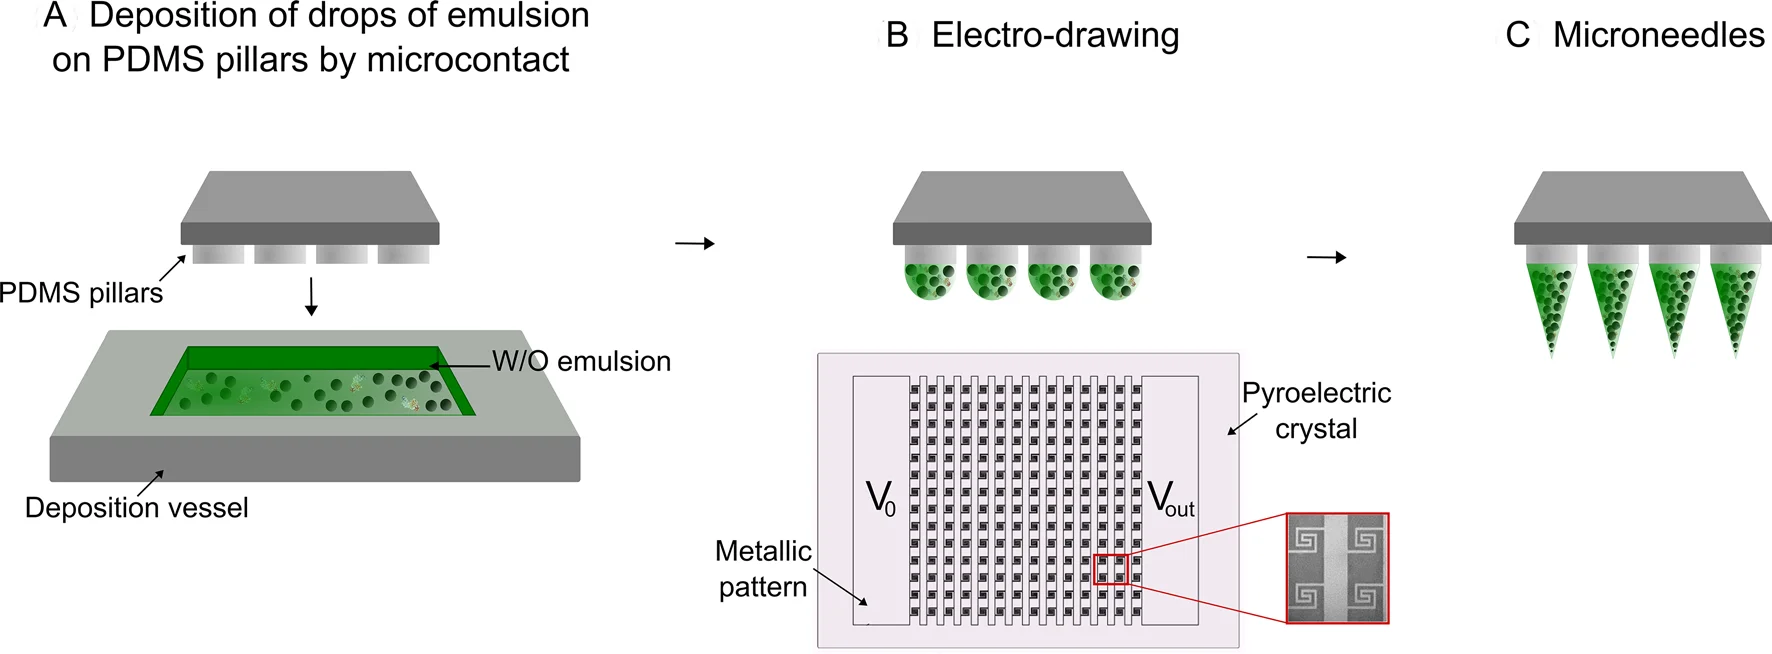 A Deposition of drops of emulsion
on PDMS pillars by microcontact
PDMS pillars
W/O emulsion
Deposition vessel
B Electro-drawing
Pyroelectric
crystal
V0
Vout
Metallic
pattern
C Microneedles